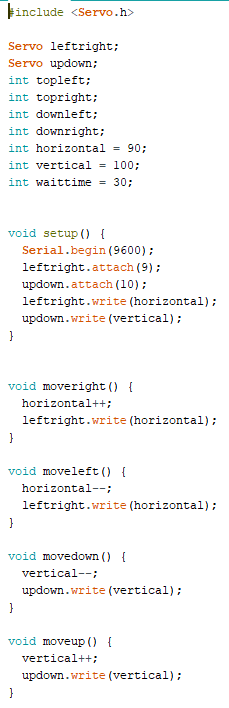 #include <Servo.h>

Servo leftright;
Servo updown;
int topleft;
int topright;
int downleft;
int downright;
int horizontal = 90;
int vertical = 100;
int waittime = 30;


void setup() {
  Serial.begin(9600);
  leftright.attach(9);
  updown.attach(10);
  leftright.write(horizontal);
  updown.write(vertical);
}


void moveright() {
  horizontal++;
  leftright.write(horizontal);
}

void moveleft() {
  horizontal--;
  leftright.write(horizontal);
}

void movedown() {
  vertical--;
  updown.write(vertical);
}

void moveup() {
  vertical++;
  updown.write(vertical);
}